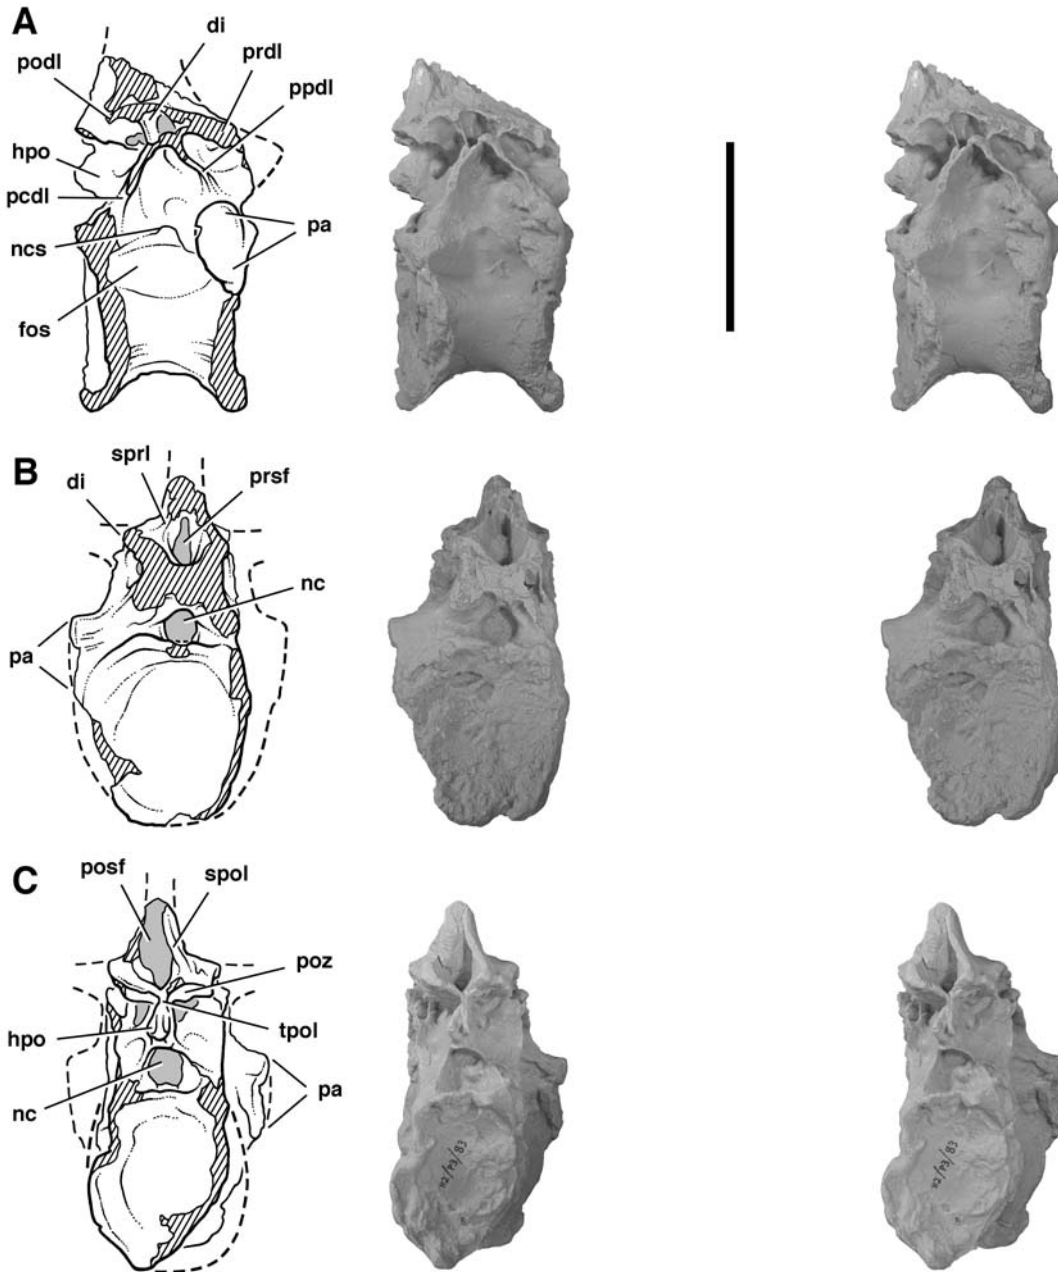 A
di
podl
prdl
ppdl
hpo
pcdl
pa
ncs
fos
B
sprl
di
prsf
nc
pa
C
posf
spol
poz
hpo
tpol
nc
pa